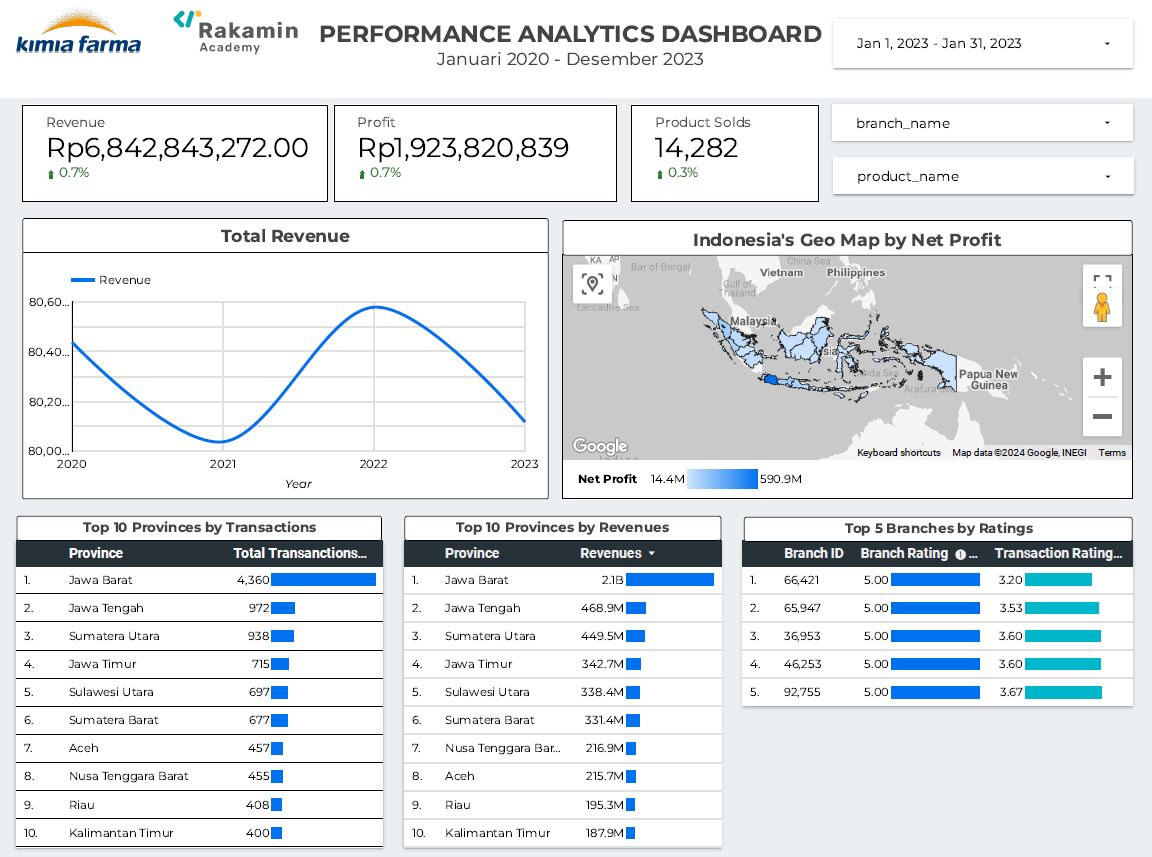 kimia farma
Rakamin
Academy
PERFORMANCE ANALYTICS DASHBOARD
Januari 2020 - Desember 2023
Jan 1, 2023 - Jan 31, 2023
Revenue
Rp6,842,843,272.00
0.7%
Profit
Rp1,923,820,839
0.7%
Product Solds
14,282
0.3%
branch_name
product_name
Total Revenue
Revenue
80,60...
80,40...
80,20...
80,00...
2020 2021 2022 2023
Year
Indonesia's Geo Map by Net Profit
KA AP
N
Bay of Bengal
China Sea
Vietnam Philippines
Gulf of
Thailand
Laccadive Sea
Malaysia
Papua New
Guinea
Google
Keyboard shortcuts Map data ©2024 Google, INEGI Terms
Net Profit 14.4M 590.9M
Top 10 Provinces by Transactions
Province Total Transanctions...
1. Jawa Barat 4,360
2. Jawa Tengah 972
3. Sumatera Utara 938
4. Jawa Timur 715
5. Sulawesi Utara 697
6. Sumatera Barat 677
7. Aceh 457
8. Nusa Tenggara Barat 455
9. Riau 408
10. Kalimantan Timur 400
Top 10 Provinces by Revenues
Province Revenues
1. Jawa Barat 2.1B
2. Jawa Tengah 468.9M
3. Sumatera Utara 449.5M
4. Jawa Timur 342.7M
5. Sulawesi Utara 338.4M
6. Sumatera Barat 331.4M
7. Nusa Tenggara Bar... 216.9M
8. Aceh 215.7M
9. Riau 195.3M
10. Kalimantan Timur 187.9M
Top 5 Branches by Ratings
Branch ID Branch Rating ... Transaction Rating...
1. 66,421 5.00 3.20
2. 65,947 5.00 3.53
3. 36,953 5.00 3.60
4. 46,253 5.00 3.60
5. 92,755 5.00 3.67